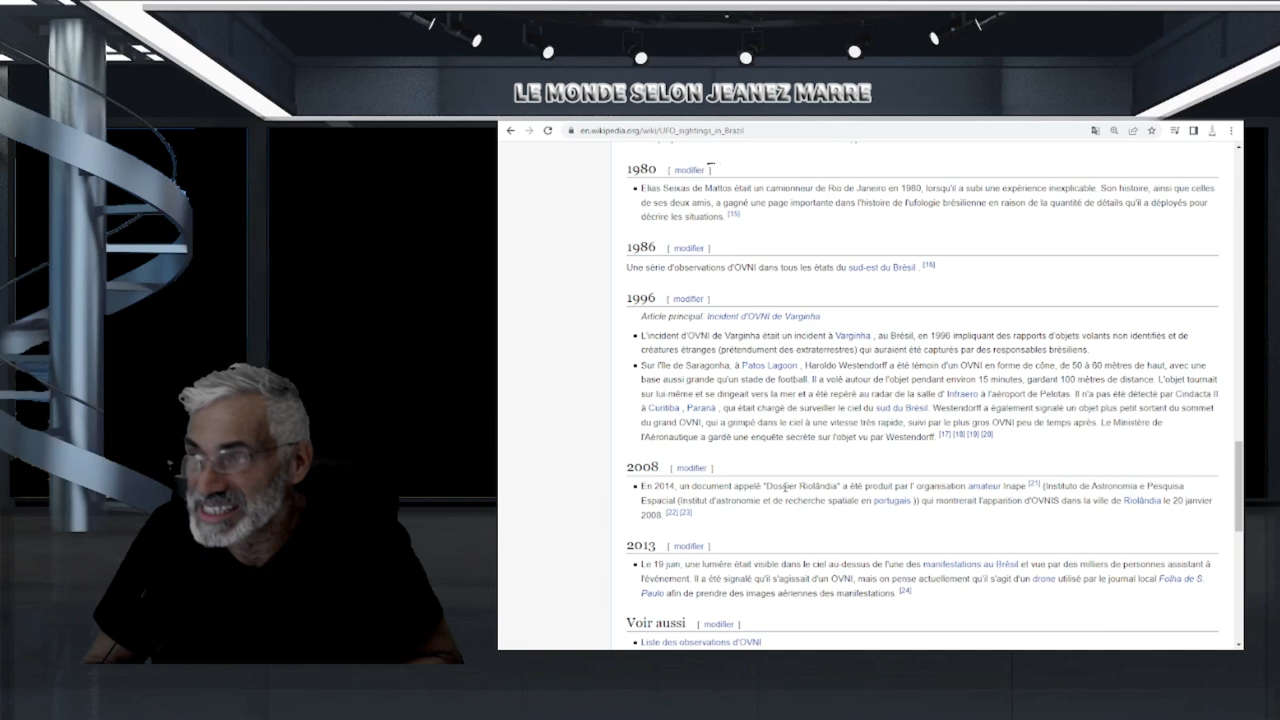 LE MONDE SELON JEANEZ MARRE
en.wikipedia.org/wiki/UFO_sightings_in_Brazil
1980 [ modifier ]
• Elias Seixas de Mattos était un camionneur de Rio de Janeiro en 1980, lorsqu'il a subi une expérience inexplicable. Son histoire, ainsi que celles
de ses deux amis, a gagné une page importante dans l'histoire de l'ufologie brésilienne en raison de la quantité de détails qu'il a déployés pour
décrire les situations. [15]
1986 [ modifier ]
Une série d'observations d'OVNI dans tous les états du sud-est du Brésil . [16]
1996 [ modifier ]
Article principal: Incident d'OVNI de Varginha
• L'incident d'OVNI de Varginha était un incident à Varginha , au Brésil, en 1996 impliquant des rapports d'objets volants non identifiés et de
créatures étranges (prétendument des extraterrestres) qui auraient été capturés par des responsables brésiliens.
• Sur l'île de Saragonha, à Patos Lagoon , Haroldo Westendorff a été témoin d'un OVNI en forme de cône, de 50 à 60 mètres de haut, avec une
base aussi grande qu'un stade de football. Il a volé autour de l'objet pendant environ 15 minutes, gardant 100 mètres de distance. L'objet tournait
sur lui-même et se dirigeait vers la mer et a été repéré au radar de la salle d' Infraero à l'aéroport de Pelotas. Il n'a pas été détecté par Cindacta II
à Curitiba , Paraná , qui était chargé de surveiller le ciel du sud du Brésil. Westendorff a également signalé un objet plus petit sortant du sommet
du grand OVNI, qui a grimpé dans le ciel à une vitesse très rapide, suivi par le plus gros OVNI peu de temps après. Le Ministère de
l'Aéronautique a gardé une enquête secrète sur l'objet vu par Westendorff. [17] [18] [19] [20]
2008 [ modifier ]
• En 2014, un document appelé "Dossier Riolândia" a été produit par l' organisation amateur Inape [21] (Instituto de Astronomia e Pesquisa
Espacial (Institut d'astronomie et de recherche spatiale en portugais )) qui montrerait l'apparition d'OVNIS dans la ville de Riolândia le 20 janvier
2008. [22] [23]
2013 [ modifier ]
• Le 19 juin, une lumière était visible dans le ciel au-dessus de l'une des manifestations au Brésil et vue par des milliers de personnes assistant à
l'événement. Il a été signalé qu'il s'agissait d'un OVNI, mais on pense actuellement qu'il s'agit d'un drone utilisé par le journal local Folha de S.
Paulo afin de prendre des images aériennes des manifestations. [24]
Voir aussi [ modifier ]
• Liste des observations d'OVNI